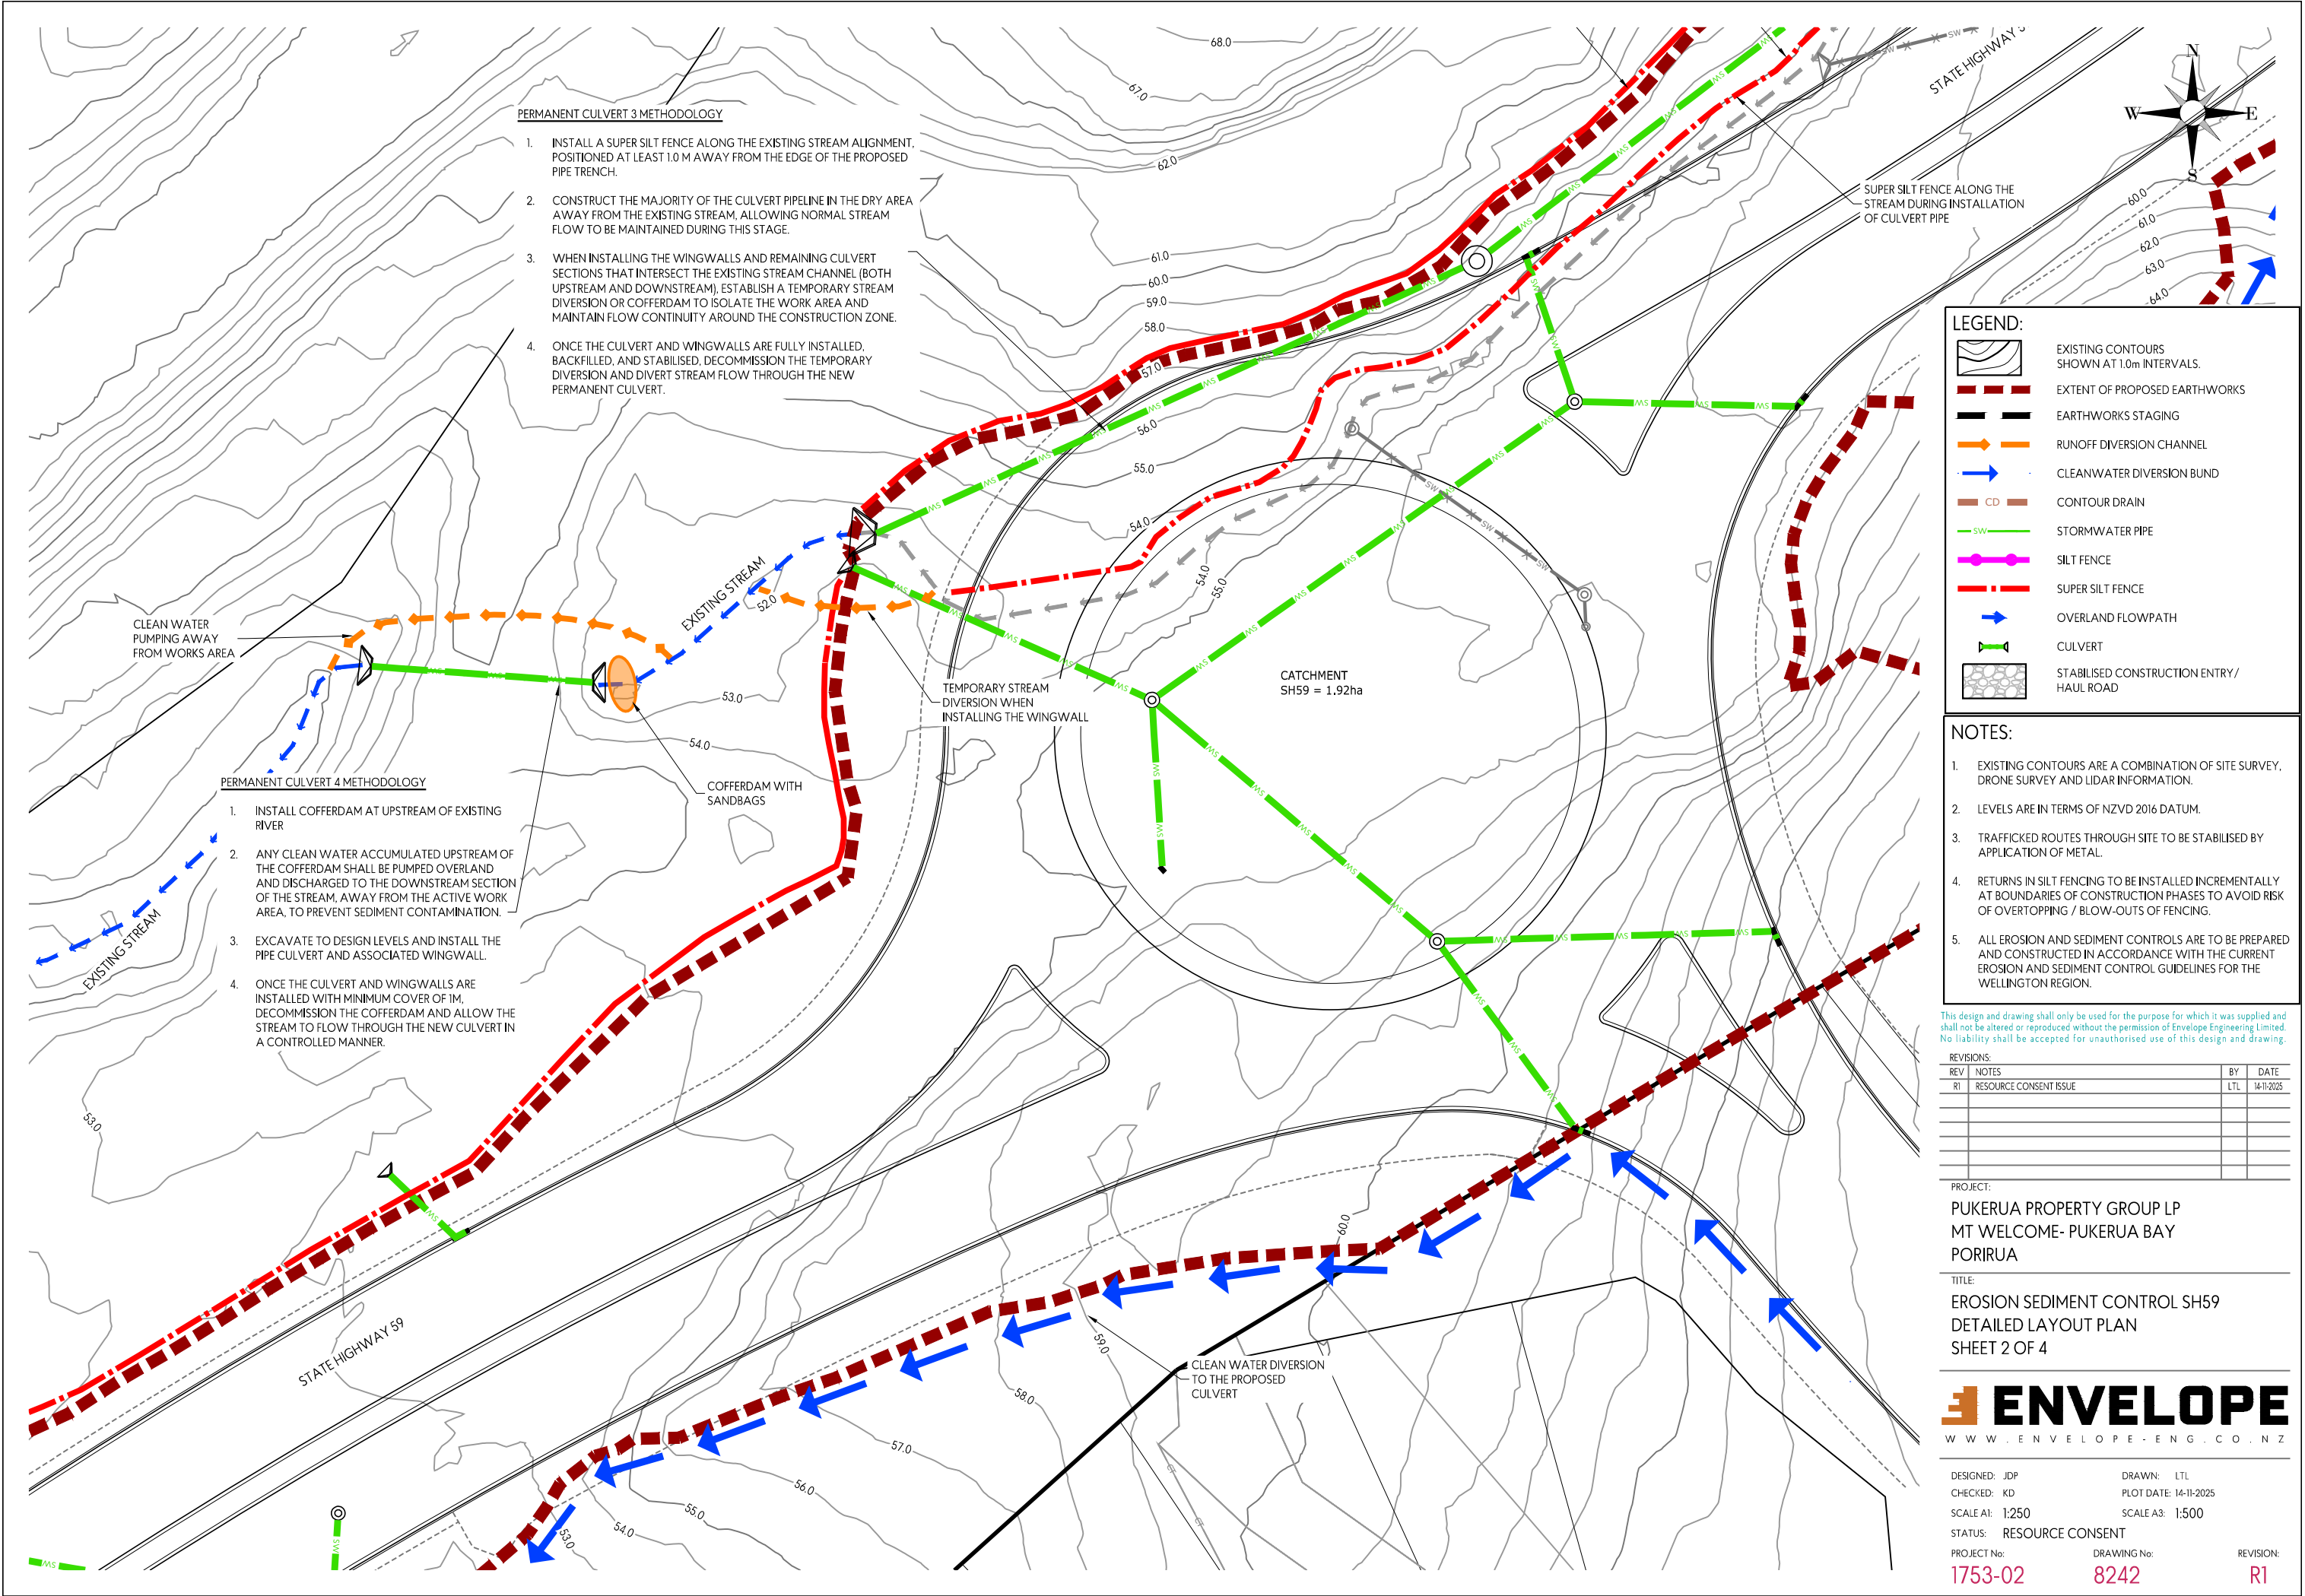 PERMANENT CULVERT 3 METHODOLOGY
1. INSTALL A SUPER SILT FENCE ALONG THE EXISTING STREAM ALIGNMENT,
POSITIONED AT LEAST 1.0 M AWAY FROM THE EDGE OF THE PROPOSED
PIPE TRENCH.
2. CONSTRUCT THE MAJORITY OF THE CULVERT PIPELINE IN THE DRY AREA
AWAY FROM THE EXISTING STREAM, ALLOWING NORMAL STREAM
FLOW TO BE MAINTAINED DURING THIS STAGE.
3. WHEN INSTALLING THE WINGWALLS AND REMAINING CULVERT
SECTIONS THAT INTERSECT THE EXISTING STREAM CHANNEL (BOTH
UPSTREAM AND DOWNSTREAM), ESTABLISH A TEMPORARY STREAM
DIVERSION OR COFFERDAM TO ISOLATE THE WORK AREA AND
MAINTAIN FLOW CONTINUITY AROUND THE CONSTRUCTION ZONE.
4. ONCE THE CULVERT AND WINGWALLS ARE FULLY INSTALLED,
BACKFILLED, AND STABILISED, DECOMMISSION THE TEMPORARY
DIVERSION AND DIVERT STREAM FLOW THROUGH THE NEW
PERMANENT CULVERT.
68.0
67.0
62.0
61.0
60.0
59.0
58.0
57.0
56.0
55.0
54.0
54.0
55.0
STATE HIGHWAY 5
N
W
E
S
SUPER SILT FENCE ALONG THE
STREAM DURING INSTALLATION
OF CULVERT PIPE
60.0
61.0
62.0
63.0
64.0
CLEAN WATER
PUMPING AWAY
FROM WORKS AREA
EXISTING STREAM
52.0
53.0
54.0
TEMPORARY STREAM
DIVERSION WHEN
INSTALLING THE WINGWALL
COFFERDAM WITH
SANDBAGS
CATCHMENT
SH59 = 1.92ha
PERMANENT CULVERT 4 METHODOLOGY
1. INSTALL COFFERDAM AT UPSTREAM OF EXISTING
RIVER
2. ANY CLEAN WATER ACCUMULATED UPSTREAM OF
THE COFFERDAM SHALL BE PUMPED OVERLAND
AND DISCHARGED TO THE DOWNSTREAM SECTION
OF THE STREAM, AWAY FROM THE ACTIVE WORK
AREA, TO PREVENT SEDIMENT CONTAMINATION.
3. EXCAVATE TO DESIGN LEVELS AND INSTALL THE
PIPE CULVERT AND ASSOCIATED WINGWALL.
4. ONCE THE CULVERT AND WINGWALLS ARE
INSTALLED WITH MINIMUM COVER OF 1M,
DECOMMISSION THE COFFERDAM AND ALLOW THE
STREAM TO FLOW THROUGH THE NEW CULVERT IN
A CONTROLLED MANNER.
EXISTING STREAM
53.0
STATE HIGHWAY 59
CLEAN WATER DIVERSION
TO THE PROPOSED
CULVERT
60.0
59.0
58.0
57.0
56.0
55.0
54.0
53.0
LEGEND:
EXISTING CONTOURS
SHOWN AT 1.0m INTERVALS.
EXTENT OF PROPOSED EARTHWORKS
EARTHWORKS STAGING
RUNOFF DIVERSION CHANNEL
CLEANWATER DIVERSION BUND
CD CONTOUR DRAIN
SW STORMWATER PIPE
SILT FENCE
SUPER SILT FENCE
OVERLAND FLOWPATH
CULVERT
STABILISED CONSTRUCTION ENTRY/
HAUL ROAD
NOTES:
1. EXISTING CONTOURS ARE A COMBINATION OF SITE SURVEY,
DRONE SURVEY AND LIDAR INFORMATION.
2. LEVELS ARE IN TERMS OF NZVD 2016 DATUM.
3. TRAFFICKED ROUTES THROUGH SITE TO BE STABILISED BY
APPLICATION OF METAL.
4. RETURNS IN SILT FENCING TO BE INSTALLED INCREMENTALLY
AT BOUNDARIES OF CONSTRUCTION PHASES TO AVOID RISK
OF OVERTOPPING / BLOW-OUTS OF FENCING.
5. ALL EROSION AND SEDIMENT CONTROLS ARE TO BE PREPARED
AND CONSTRUCTED IN ACCORDANCE WITH THE CURRENT
EROSION AND SEDIMENT CONTROL GUIDELINES FOR THE
WELLINGTON REGION.
This design and drawing shall only be used for the purpose for which it was supplied and
shall not be altered or reproduced without the permission of Envelope Engineering Limited.
No liability shall be accepted for unauthorised use of this design and drawing.
REVISIONS:
REV NOTES BY DATE
R1 RESOURCE CONSENT ISSUE LTL 14-11-2025
PROJECT:
PUKERUA PROPERTY GROUP LP
MT WELCOME- PUKERUA BAY
PORIRUA
TITLE:
EROSION SEDIMENT CONTROL SH59
DETAILED LAYOUT PLAN
SHEET 2 OF 4
ENVELOPE
WWW.ENVELOPE-ENG.CO.NZ
DESIGNED: JDP DRAWN: LTL
CHECKED: KD PLOT DATE: 14-11-2025
SCALE A1: 1:250 SCALE A3: 1:500
STATUS: RESOURCE CONSENT
PROJECT No: DRAWING No: REVISION:
1753-02 8242 R1